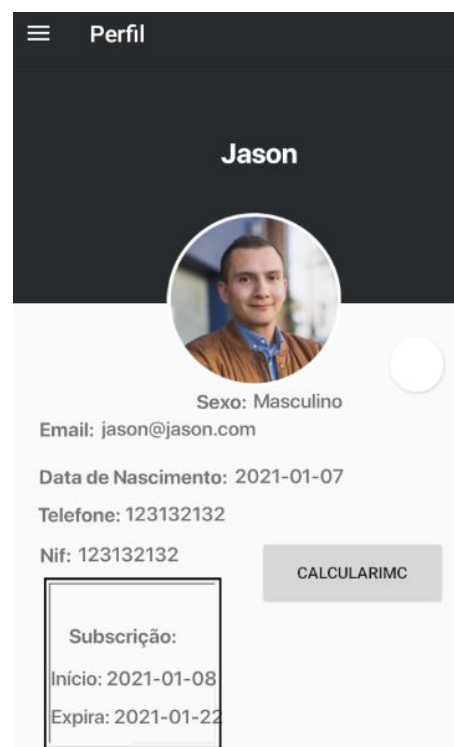 Perfil
Jason
Sexo: Masculino
Email: jason@jason.com
Data de Nascimento: 2021-01-07
Telefone: 123132132
Nif: 123132132
CALCULARIMC
Subscrição:
Início: 2021-01-08
Expira: 2021-01-22